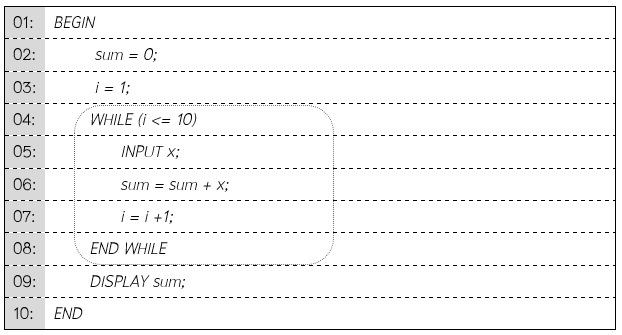 01: BEGIN
02: sum = 0;
03: i = 1;
04: WHILE (i <= 10)
05: INPUT x;
06: sum = sum + x;
07: i = i +1;
08: END WHILE
09: DISPLAY sum;
10: END